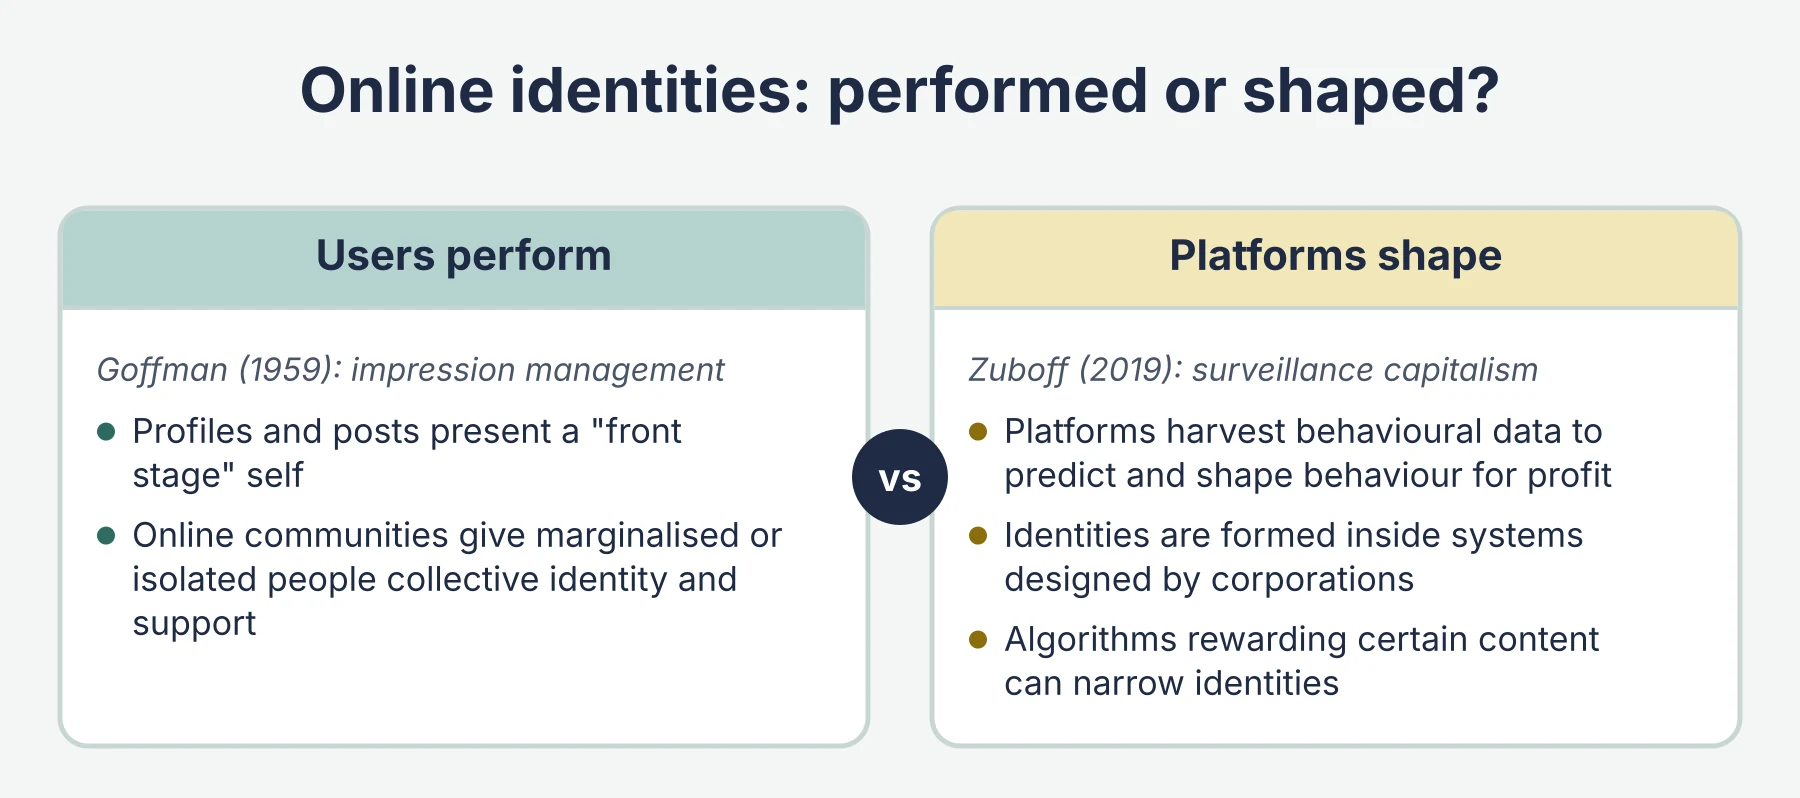 Online identities: performed or shaped?
Users perform
Goffman (1959): impression management
Profiles and posts present a "front
stage" self
Online communities give marginalised or
isolated people collective identity and
support
vs
Platforms shape
Zuboff (2019): surveillance capitalism
Platforms harvest behavioural data to
predict and shape behaviour for profit
Identities are formed inside systems
designed by corporations
Algorithms rewarding certain content
can narrow identities